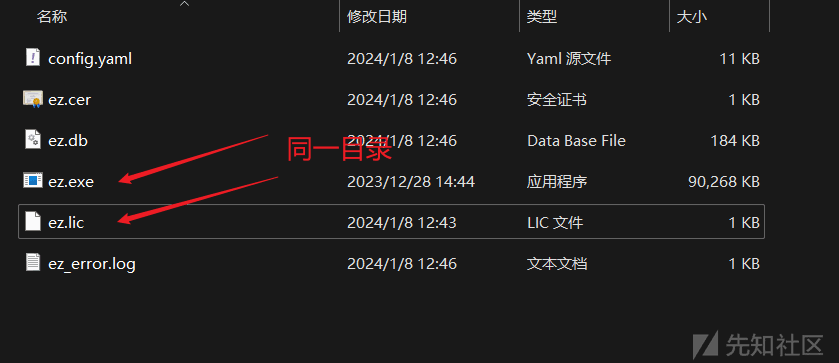 名称 修改日期 类型 大小
config.yaml 2024/1/8 12:46 Yaml 源文件 11 KB
ez.cer 2024/1/8 12:46 安全证书 1 KB
同一目录
ez.db 2024/1/8 12:46 Data Base File 184 KB
ez.exe 2023/12/28 14:44 应用程序 90,268 KB
ez.lic 2024/1/8 12:43 LIC 文件 1 KB
ez_error.log 2024/1/8 12:46 文本文档 1 KB
先知社区